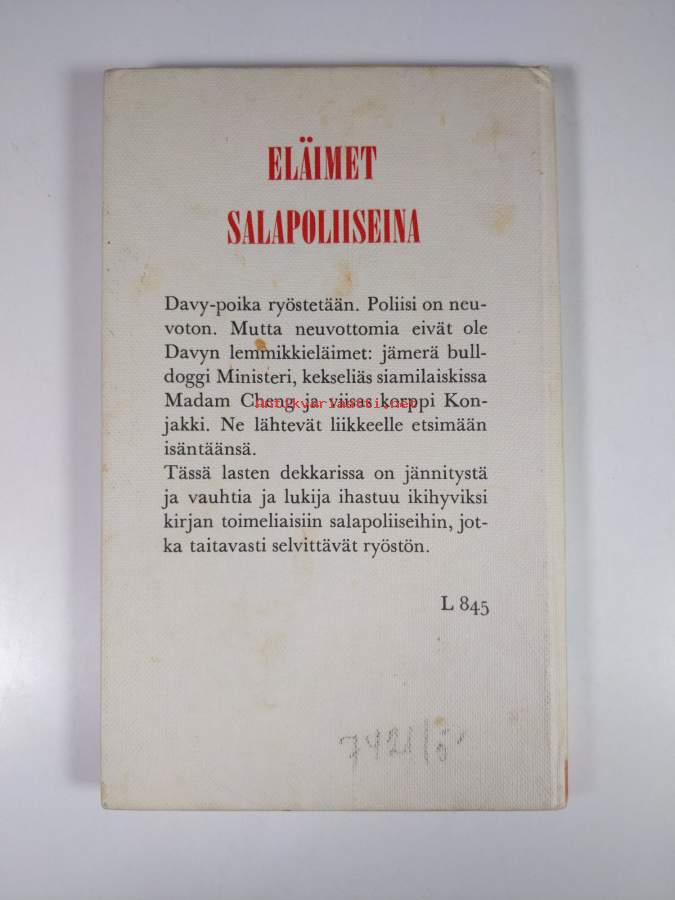 ELÄIMET
SALAPOLIISEINA
Davy-poika ryöstetään. Poliisi on neu-
voton. Mutta neuvottomia eivät ole
Davyn lemmikkieläimet: jämerä bull-
doggi Ministeri, kekseliäs siamilaiskissa
Madam Cheng ja viisas korppi Kon-
antikvariaatti.net
jakki. Ne lähtevät liikkeelle etsimään
isäntäänsä.
Tässä lasten dekkarissa on jännitystä
ja vauhtia ja lukija ihastuu ikihyviksi
kirjan toimeliaisiin salapoliiseihin, jot-
ka taitavasti selvittävät ryöstön.
L 845